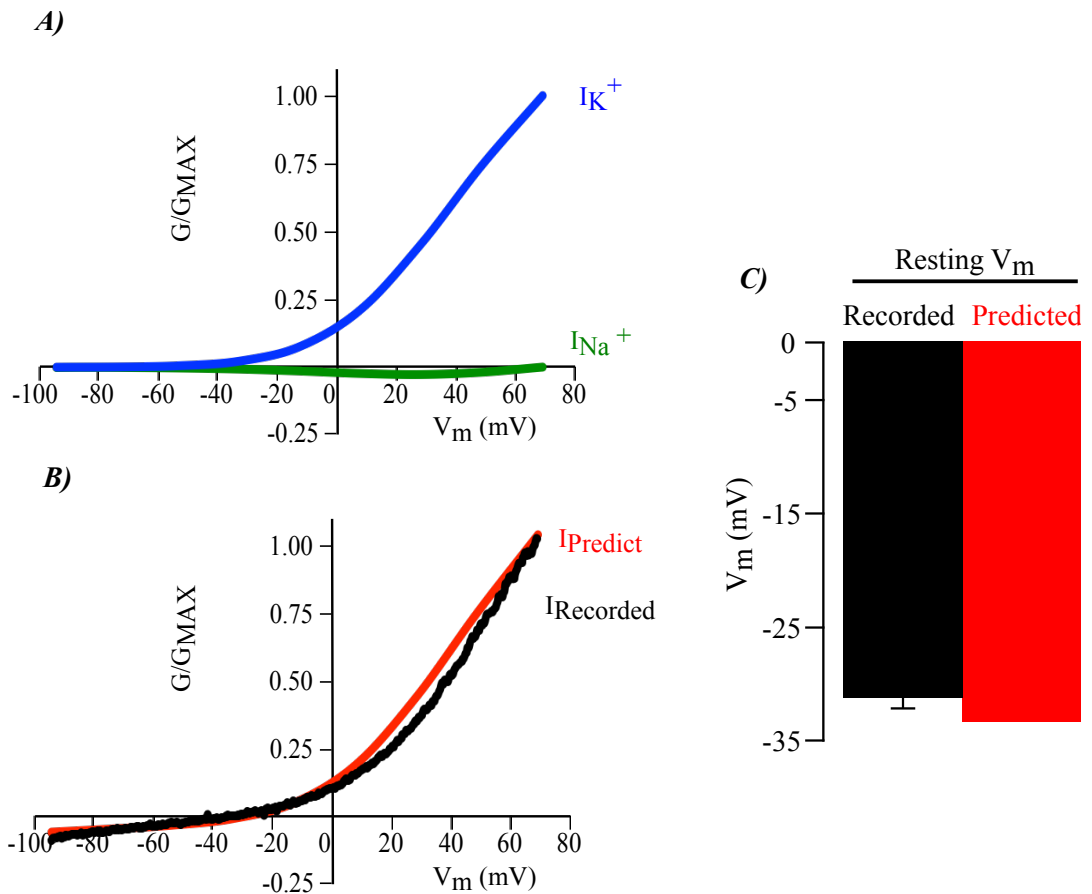 A)
G/GMAX
1.00
0.75
0.50
0.25
-0.25
IK+
INa+
-100 -80 -60 -40 -20 0 20 40 60 80
Vm (mV)
B)
G/GMAX
1.00
0.75
0.50
0.25
-0.25
IPredict
IRecorded
-100 -80 -60 -40 -20 0 20 40 60 80
Vm (mV)
C)
Resting Vm
Recorded Predicted
Vm (mV)
0
-5
-15
-25
-35